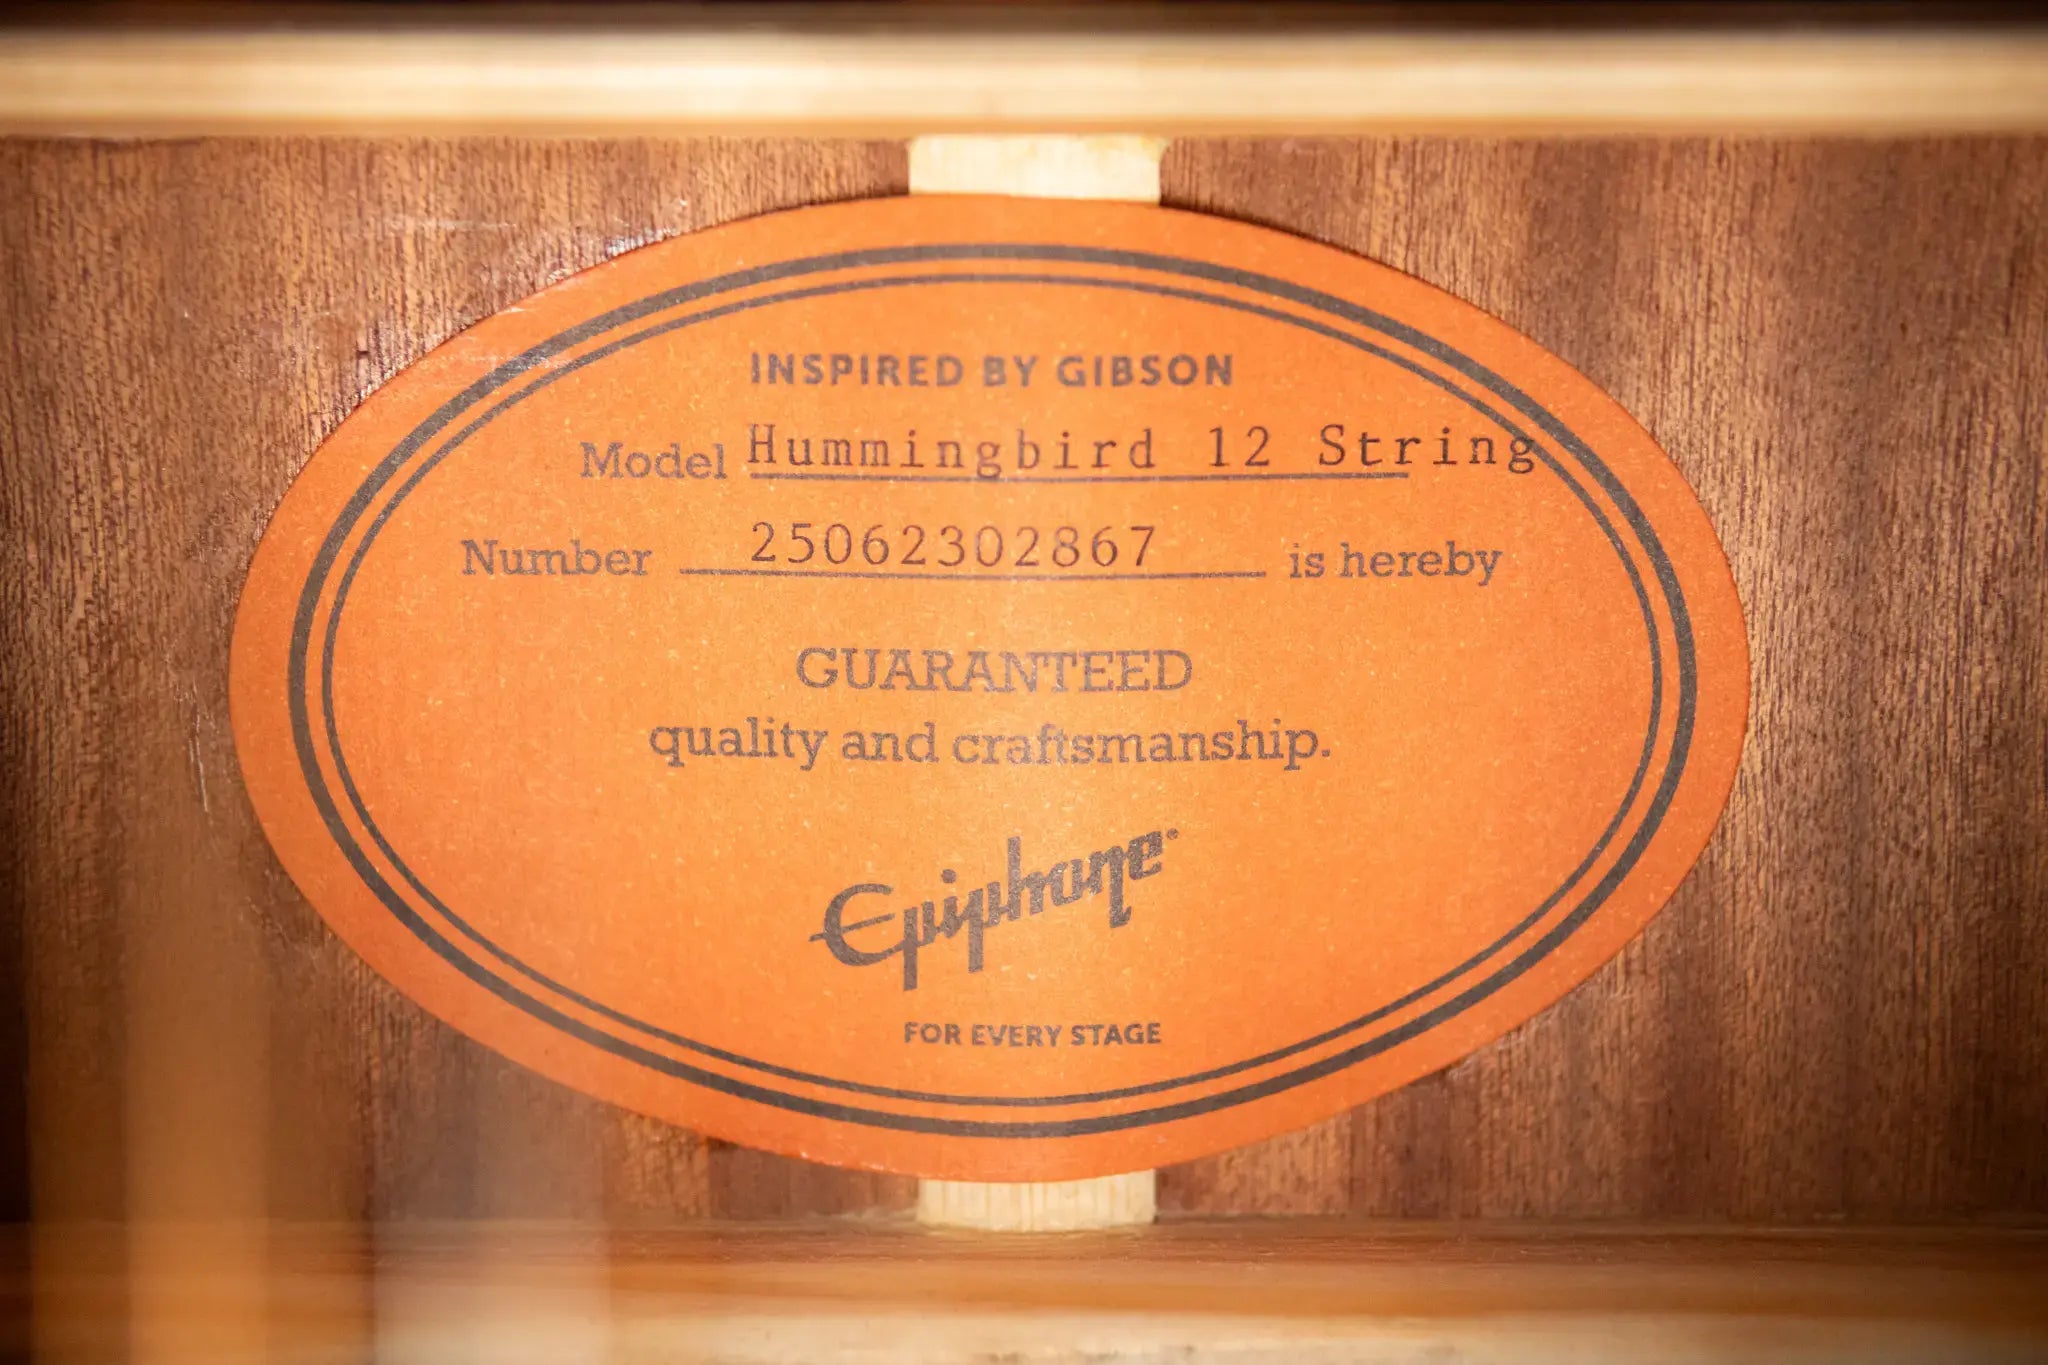 INSPIRED BY GIBSON
Model Hummingbird 12 String
Number 25062302867 is hereby
GUARANTEED
quality and craftsmanship.
Epiphone
FOR EVERY STAGE